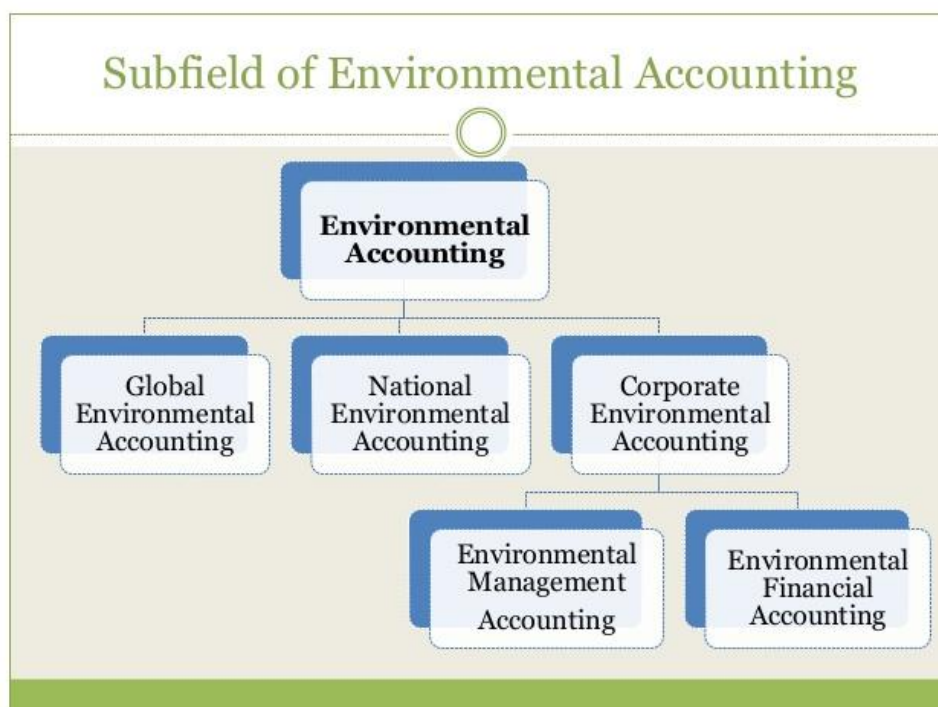 Subfield of Environmental Accounting
Environmental
Accounting
Global
Environmental
Accounting
National
Environmental
Accounting
Corporate
Environmental
Accounting
Environmental
Management
Accounting
Environmental
Financial
Accounting